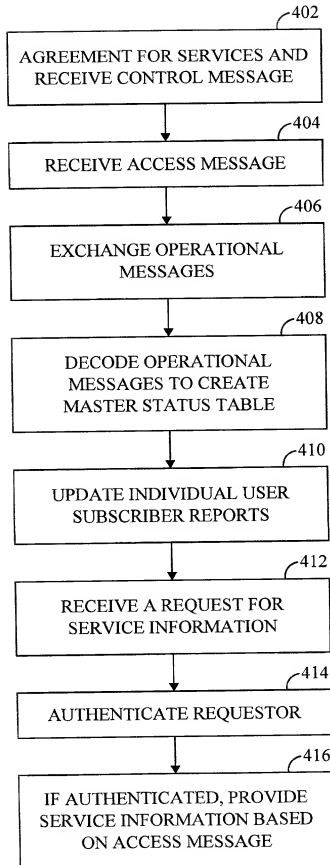 402
AGREEMENT FOR SERVICES AND
RECEIVE CONTROL MESSAGE
404
RECEIVE ACCESS MESSAGE
406
EXCHANGE OPERATIONAL
MESSAGES
408
DECODE OPERATIONAL
MESSAGES TO CREATE
MASTER STATUS TABLE
410
UPDATE INDIVIDUAL USER
SUBSCRIBER REPORTS
412
RECEIVE A REQUEST FOR
SERVICE INFORMATION
414
AUTHENTICATE REQUESTOR
416
IF AUTHENTICATED, PROVIDE
SERVICE INFORMATION BASED
ON ACCESS MESSAGE